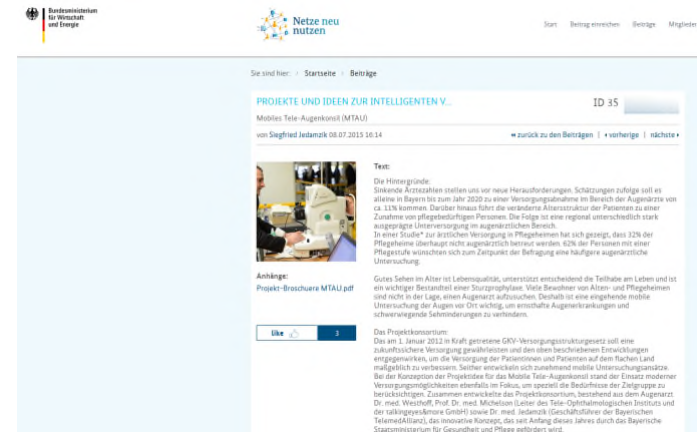 Bundesministerium
für Wirtschaft
und Energie
Netze neu
nutzen
Start Beitrag einreichen Beiträge Mitglieder
Sie sind hier: > Startseite > Beiträge
PROJEKTE UND IDEEN ZUR INTELLIGENTEN V...
ID 35
Mobiles Tele-Augenkonsil (MTAU)
von Siegfried Jedamzik 08.07.2015 16:14
zurück zu den Beiträgen | vorherige | nächste
Text:
Die Hintergründe:
Sinkende Ärztezahlen stellen uns vor neue Herausforderungen. Schätzungen zufolge soll es
alleine in Bayern bis zum Jahr 2020 zu einer Versorgungsabnahme im Bereich der Augenärzte von
ca. 11% kommen. Darüber hinaus führt die veränderte Altersstruktur der Patienten zu einer
Zunahme von pflegebedürftigen Personen. Die Folge ist eine regional unterschiedlich stark
ausgeprägte Unterversorgung im augenärztlichen Bereich.
In einer Studie* zur ärztlichen Versorgung in Pflegeheimen hat sich gezeigt, dass 32% der
Pflegeheime überhaupt nicht augenärztlich betreut werden. 62% der Personen mit einer
Pflegestufe wünschten sich zum Zeitpunkt der Befragung eine häufigere augenärztliche
Untersuchung.
Gutes Sehen im Alter ist Lebensqualität, unterstützt entscheidend die Teilhabe am Leben und ist
ein wichtiger Bestandteil einer Sturzprophylaxe. Viele Bewohner von Alten- und Pflegeheimen
sind nicht in der Lage, einen Augenarzt aufzusuchen. Deshalb ist eine eingehende mobile
Untersuchung der Augen vor Ort wichtig, um ernsthafte Augenerkrankungen und
schwerwiegende Sehminderungen zu verhindern.
Anhänge:
Projekt-Broschuere MTAU.pdf
Like 3
Das Projektkonsortium:
Das am 1. Januar 2012 in Kraft getretene GKV-Versorgungsstrukturgesetz soll eine
zukunftssichere Versorgung gewährleisten und den oben beschriebenen Entwicklungen
entgegenwirken, um die Versorgung der Patientinnen und Patienten auf dem flachen Land
maßgeblich zu verbessern. Seither entwickeln sich zunehmend mobile Untersuchungsansätze.
Bei der Konzeption der Projektidee für das Mobile Tele-Augenkonsil stand der Einsatz moderner
Versorgungsmöglichkeiten ebenfalls im Fokus, um speziell die Bedürfnisse der Zielgruppe zu
berücksichtigen. Zusammen entwickelte das Projektkonsortium, bestehend aus dem Augenarzt
Dr. med. Westhoff, Prof. Dr. med. Michelson (Leiter des Tele-Ophthalmologischen Instituts und
der talkingeyes&more GmbH) sowie Dr. med. Jedamzik (Geschäftsführer der Bayerischen
TelemedAllianz), das innovative Konzept, das seit Anfang dieses Jahres durch das Bayerische
Staatsministerium für Gesundheit und Pflege gefördert wird.